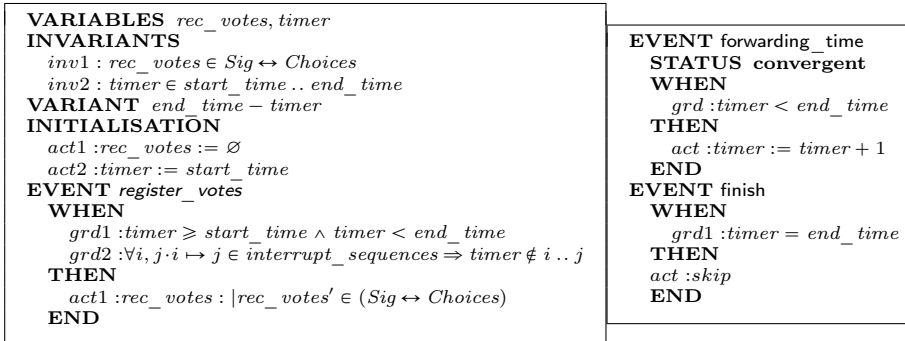 VARIABLES rec_votes, timer
INVARIANTS
inv1 : rec_votes ∈ Sig ↔ Choices
inv2 : timer ∈ start_time .. end_time
VARIANT end_time − timer
INITIALISATION
act1 :rec_votes := ∅
act2 :timer := start_time
EVENT register_votes
WHEN
grd1 :timer ⩾ start_time ∧ timer < end_time
grd2 :∀i, j·i ↦ j ∈ interrupt_sequences ⇒ timer ∉ i .. j
THEN
act1 :rec_votes : |rec_votes′ ∈ (Sig ↔ Choices)
END
EVENT forwarding_time
STATUS convergent
WHEN
grd :timer < end_time
THEN
act :timer := timer + 1
END
EVENT finish
WHEN
grd1 :timer = end_time
THEN
act :skip
END